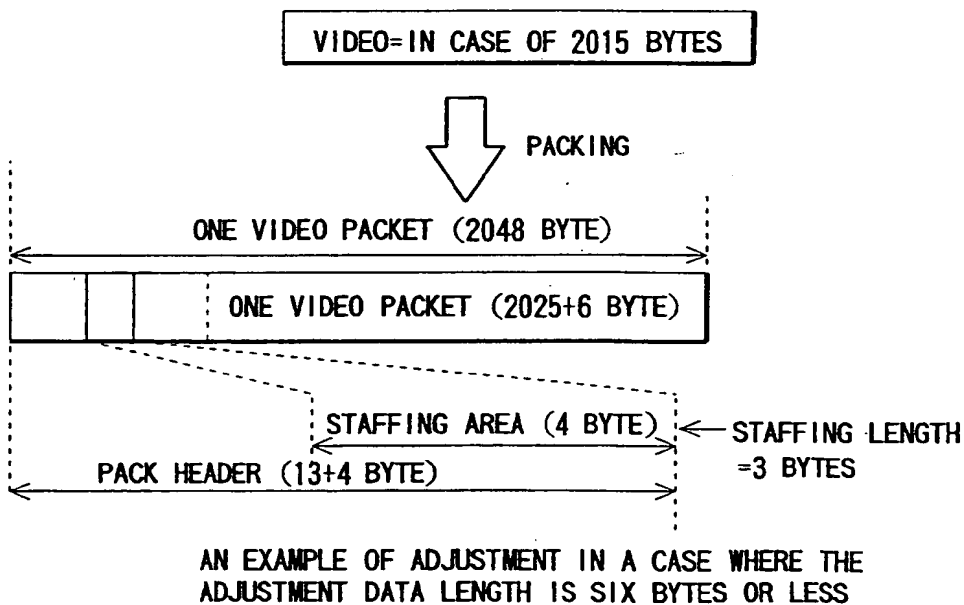 VIDEO=IN CASE OF 2015 BYTES
PACKING
ONE VIDEO PACKET (2048 BYTE)
ONE VIDEO PACKET (2025+6 BYTE)
STAFFING AREA (4 BYTE)
STAFFING LENGTH
=3 BYTES
PACK HEADER (13+4 BYTE)
AN EXAMPLE OF ADJUSTMENT IN A CASE WHERE THE
ADJUSTMENT DATA LENGTH IS SIX BYTES OR LESS